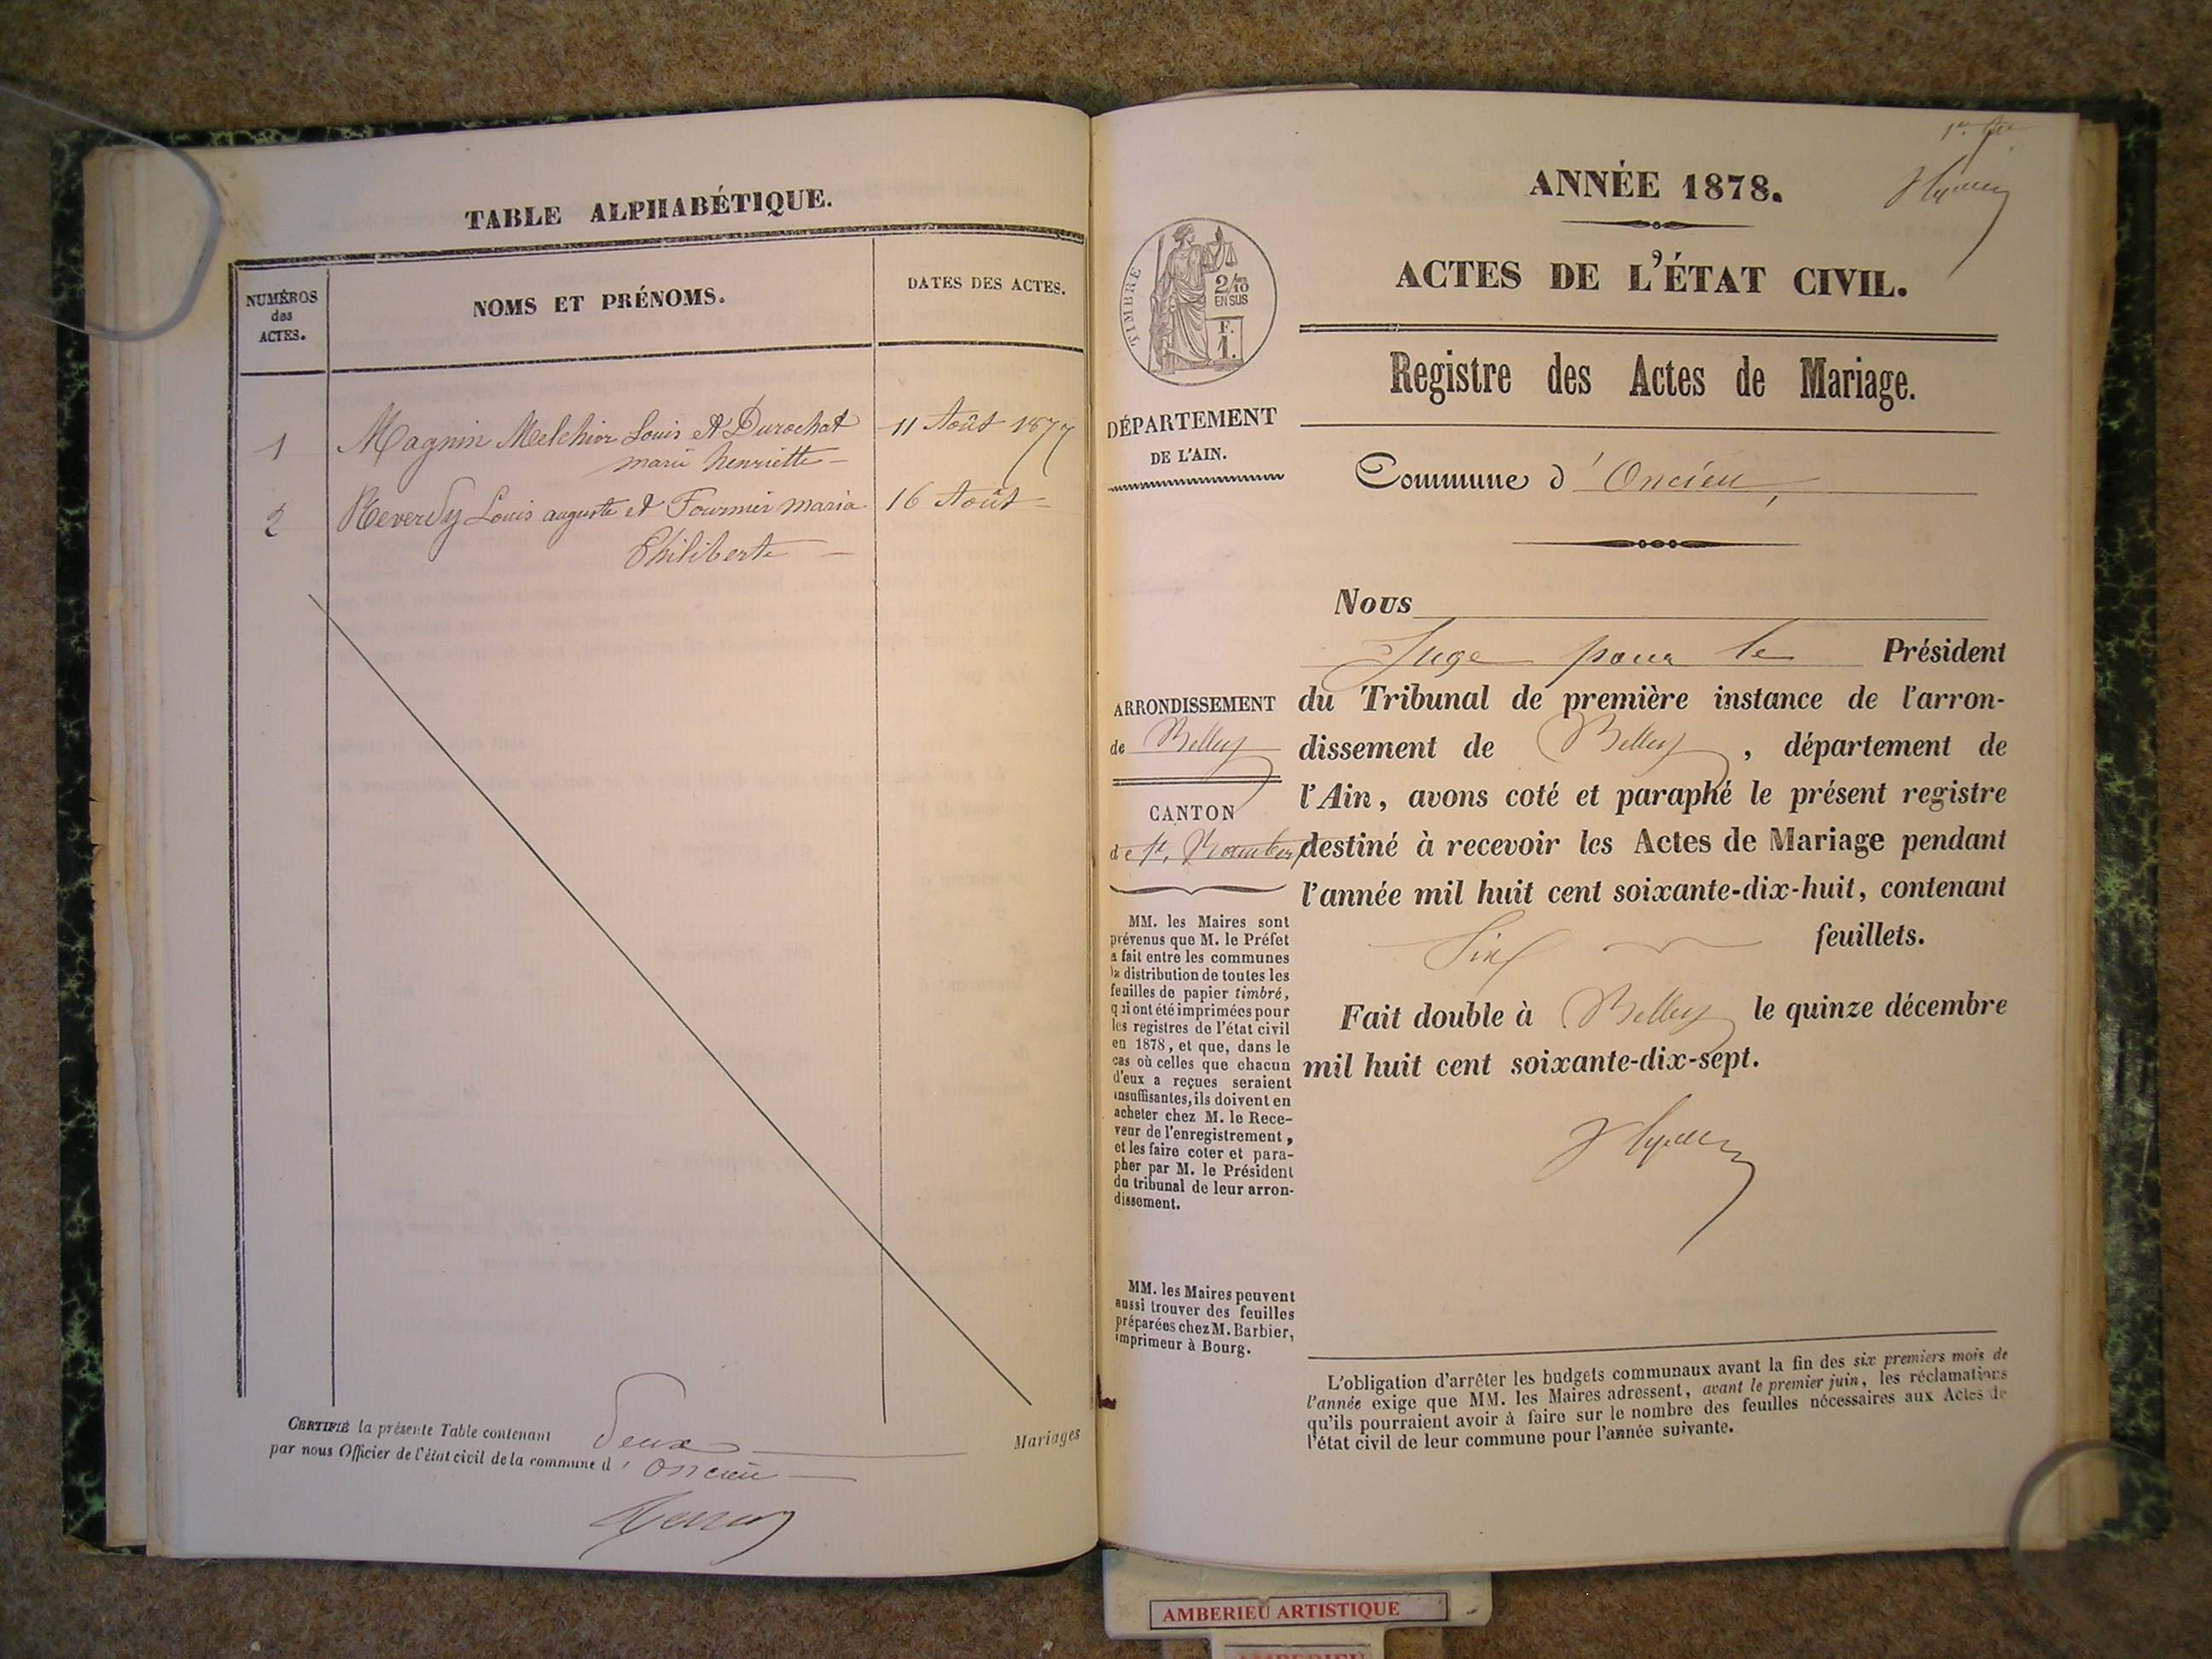 TABLE ALPHABÉTIQUE.
NUMÉROS
des
ACTES.
NOMS ET PRÉNOMS.
DATES DES ACTES.
1 Magnin Melchior Louis et Durochat 11 Août 1877
marie henriette
2 Reverdy Louis auguste et Fournier maria 16 Août
Philiberte
CERTIFIÉ la présente Table contenant Deux Mariages
par nous Officier de l'état civil de la commune d'Oncieu
ANNÉE 1878.
ACTES DE L'ÉTAT CIVIL.
TIMBRE
2/10
EN SUS
F.
1.
Registre des Actes de Mariage.
DÉPARTEMENT
DE L'AIN.
Commune d'Oncieu
Nous
Juge pour le Président
du Tribunal de première instance de l'arron-
dissement de Belley, département de
l'Ain, avons coté et paraphé le présent registre
destiné à recevoir les Actes de Mariage pendant
l'année mil huit cent soixante-dix-huit, contenant
Six feuillets.
Fait double à Belley le quinze décembre
mil huit cent soixante-dix-sept.
ARRONDISSEMENT
de Belley
CANTON
de St. Rambert
MM. les Maires sont
prévenus que M. le Préfet
a fait entre les communes
la distribution de toutes les
feuilles de papier timbré,
qui ont été imprimées pour
les registres de l'état civil
en 1878, et que, dans le
cas où celles que chacun
d'eux a reçues seraient
insuffisantes, ils doivent en
acheter chez M. le Rece-
veur de l'enregistrement,
et les faire coter et para-
pher par M. le Président
du tribunal de leur arron-
dissement.
MM. les Maires peuvent
aussi trouver des feuilles
préparées chez M. Barbier,
imprimeur à Bourg.
L'obligation d'arrêter les budgets communaux avant la fin des six premiers mois de
l'année exige que MM. les Maires adressent, avant le premier juin, les réclamations
qu'ils pourraient avoir à faire sur le nombre des feuilles nécessaires aux Actes de
l'état civil de leur commune pour l'année suivante.
AMBERIEU ARTISTIQUE
AMBERIEU